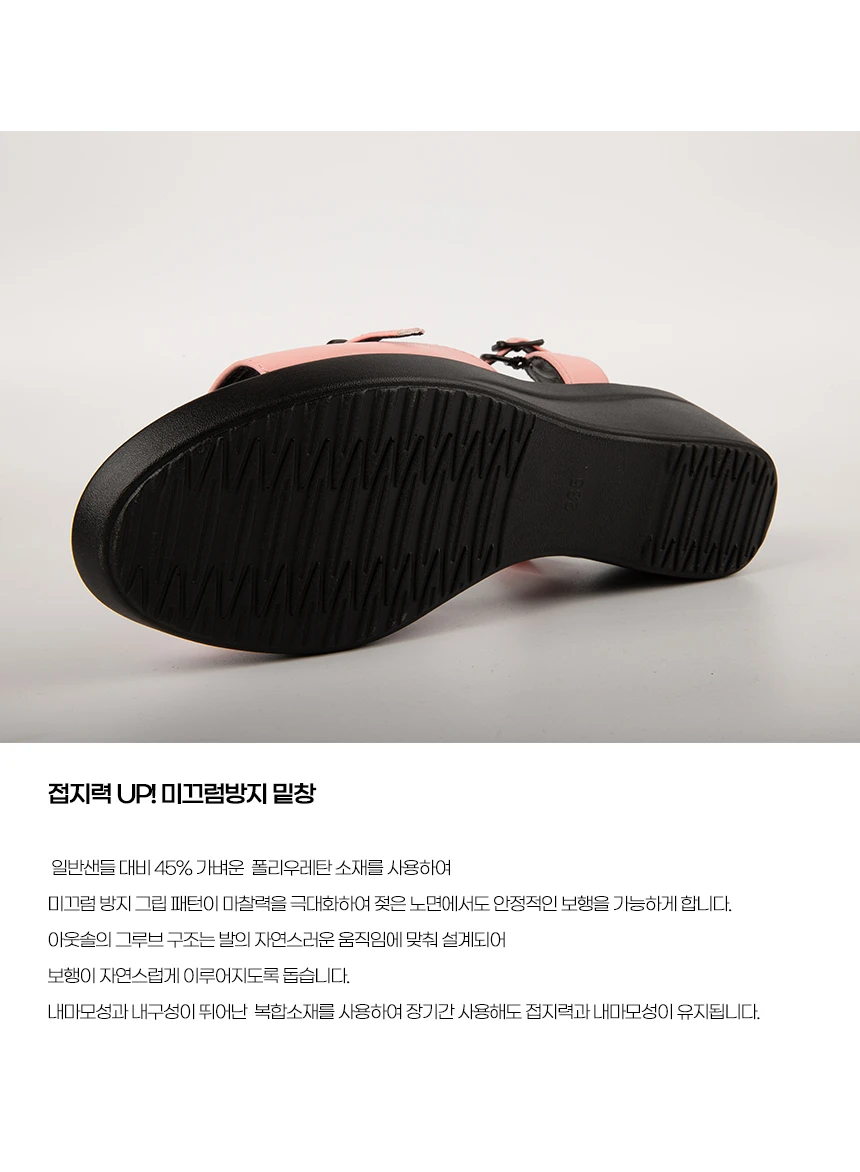 접지력 UP! 미끄럼방지 밑창
일반샌들 대비 45% 가벼운 폴리우레탄 소재를 사용하여
미끄럼 방지 그립 패턴이 마찰력을 극대화하여 젖은 노면에서도 안정적인 보행을 가능하게 합니다.
아웃솔의 그루브 구조는 발의 자연스러운 움직임에 맞춰 설계되어
보행이 자연스럽게 이루어지도록 돕습니다.
내마모성과 내구성이 뛰어난 복합소재를 사용하여 장기간 사용해도 접지력과 내마모성이 유지됩니다.